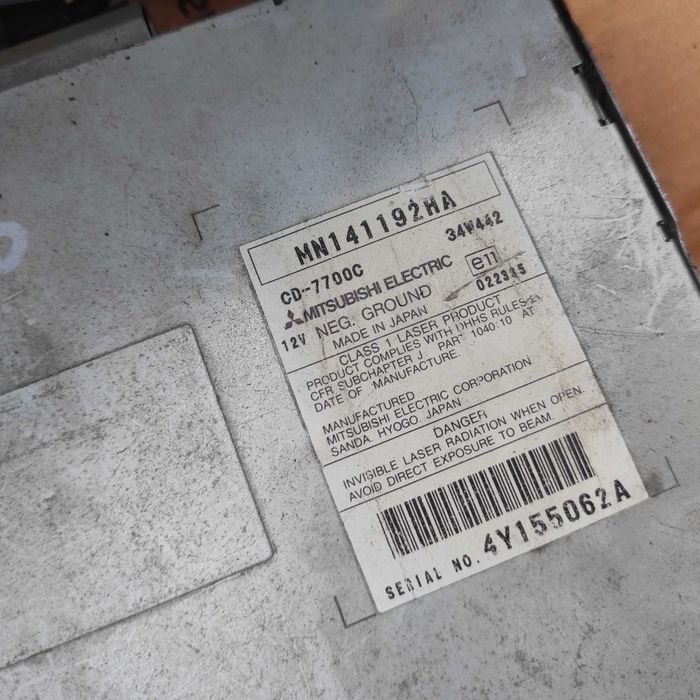 MN141192HA
CD-7700C 34W442
MITSUBISHI ELECTRIC e11
12V NEG. GROUND 022345
MADE IN JAPAN
CLASS 1 LASER PRODUCT
PRODUCT COMPLIES WITH DHHS RULES 21
CFR SUBCHAPTER J PART 1040:10 AT
DATE OF MANUFACTURE.
MANUFACTURED
MITSUBISHI ELECTRIC CORPORATION
SANDA, HYOGO, JAPAN
DANGER
INVISIBLE LASER RADIATION WHEN OPEN.
AVOID DIRECT EXPOSURE TO BEAM.
SERIAL NO. 4Y155062A